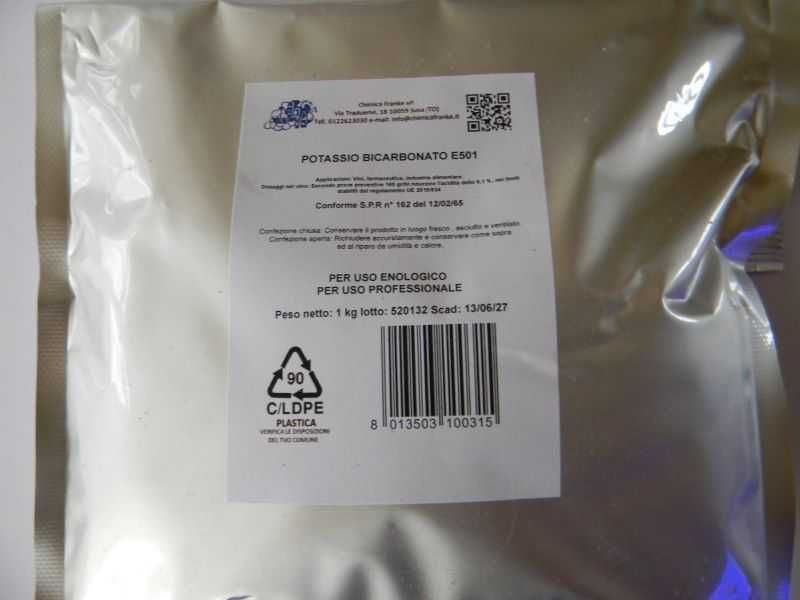 Chimica Franke srl
Via Traduerivi, 18 10059 Susa (TO)
Tell. 0122623030 e-mail: info@chimicafranke.it
POTASSIO BICARBONATO E501
Applicazioni: Vini, farmaceutica, industria alimentare
Dosaggi nel vino: Secondo prove preventive 100 gr/hl l'acidità dello 0,1 %, nei limiti
stabiliti dal regolamento UE 2019/934
Conforme S.P.R n° 162 del 12/02/65
Confezione chiusa: Conservare il prodotto in luogo fresco , asciutto e ventilato.
Confezione aperta: Richiudere accuratamente e conservare come sopra
ed al riparo da umidità e calore.
PER USO ENOLOGICO
PER USO PROFESSIONALE
Peso netto: 1 kg lotto: 520132 Scad: 13/06/27
90
C/LDPE
PLASTICA
VERIFICA LE DISPOSIZIONI
DEL TUO COMUNE
8 013503 100315